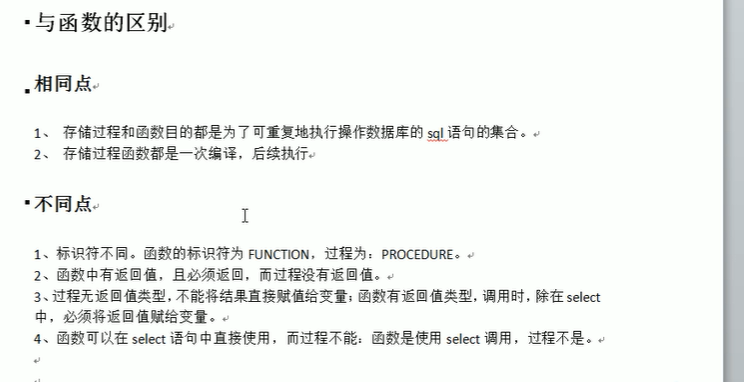 与函数的区别
相同点
1、 存储过程和函数目的都是为了可重复地执行操作数据库的 sql 语句的集合。
2、 存储过程函数都是一次编译，后续执行
不同点
1、标识符不同。函数的标识符为 FUNCTION，过程为：PROCEDURE。
2、函数中有返回值，且必须返回，而过程没有返回值。
3、过程无返回值类型，不能将结果直接赋值给变量；函数有返回值类型，调用时，除在 select
中，必须将返回值赋给变量。
4、函数可以在 select 语句中直接使用，而过程不能：函数是使用 select 调用，过程不是。